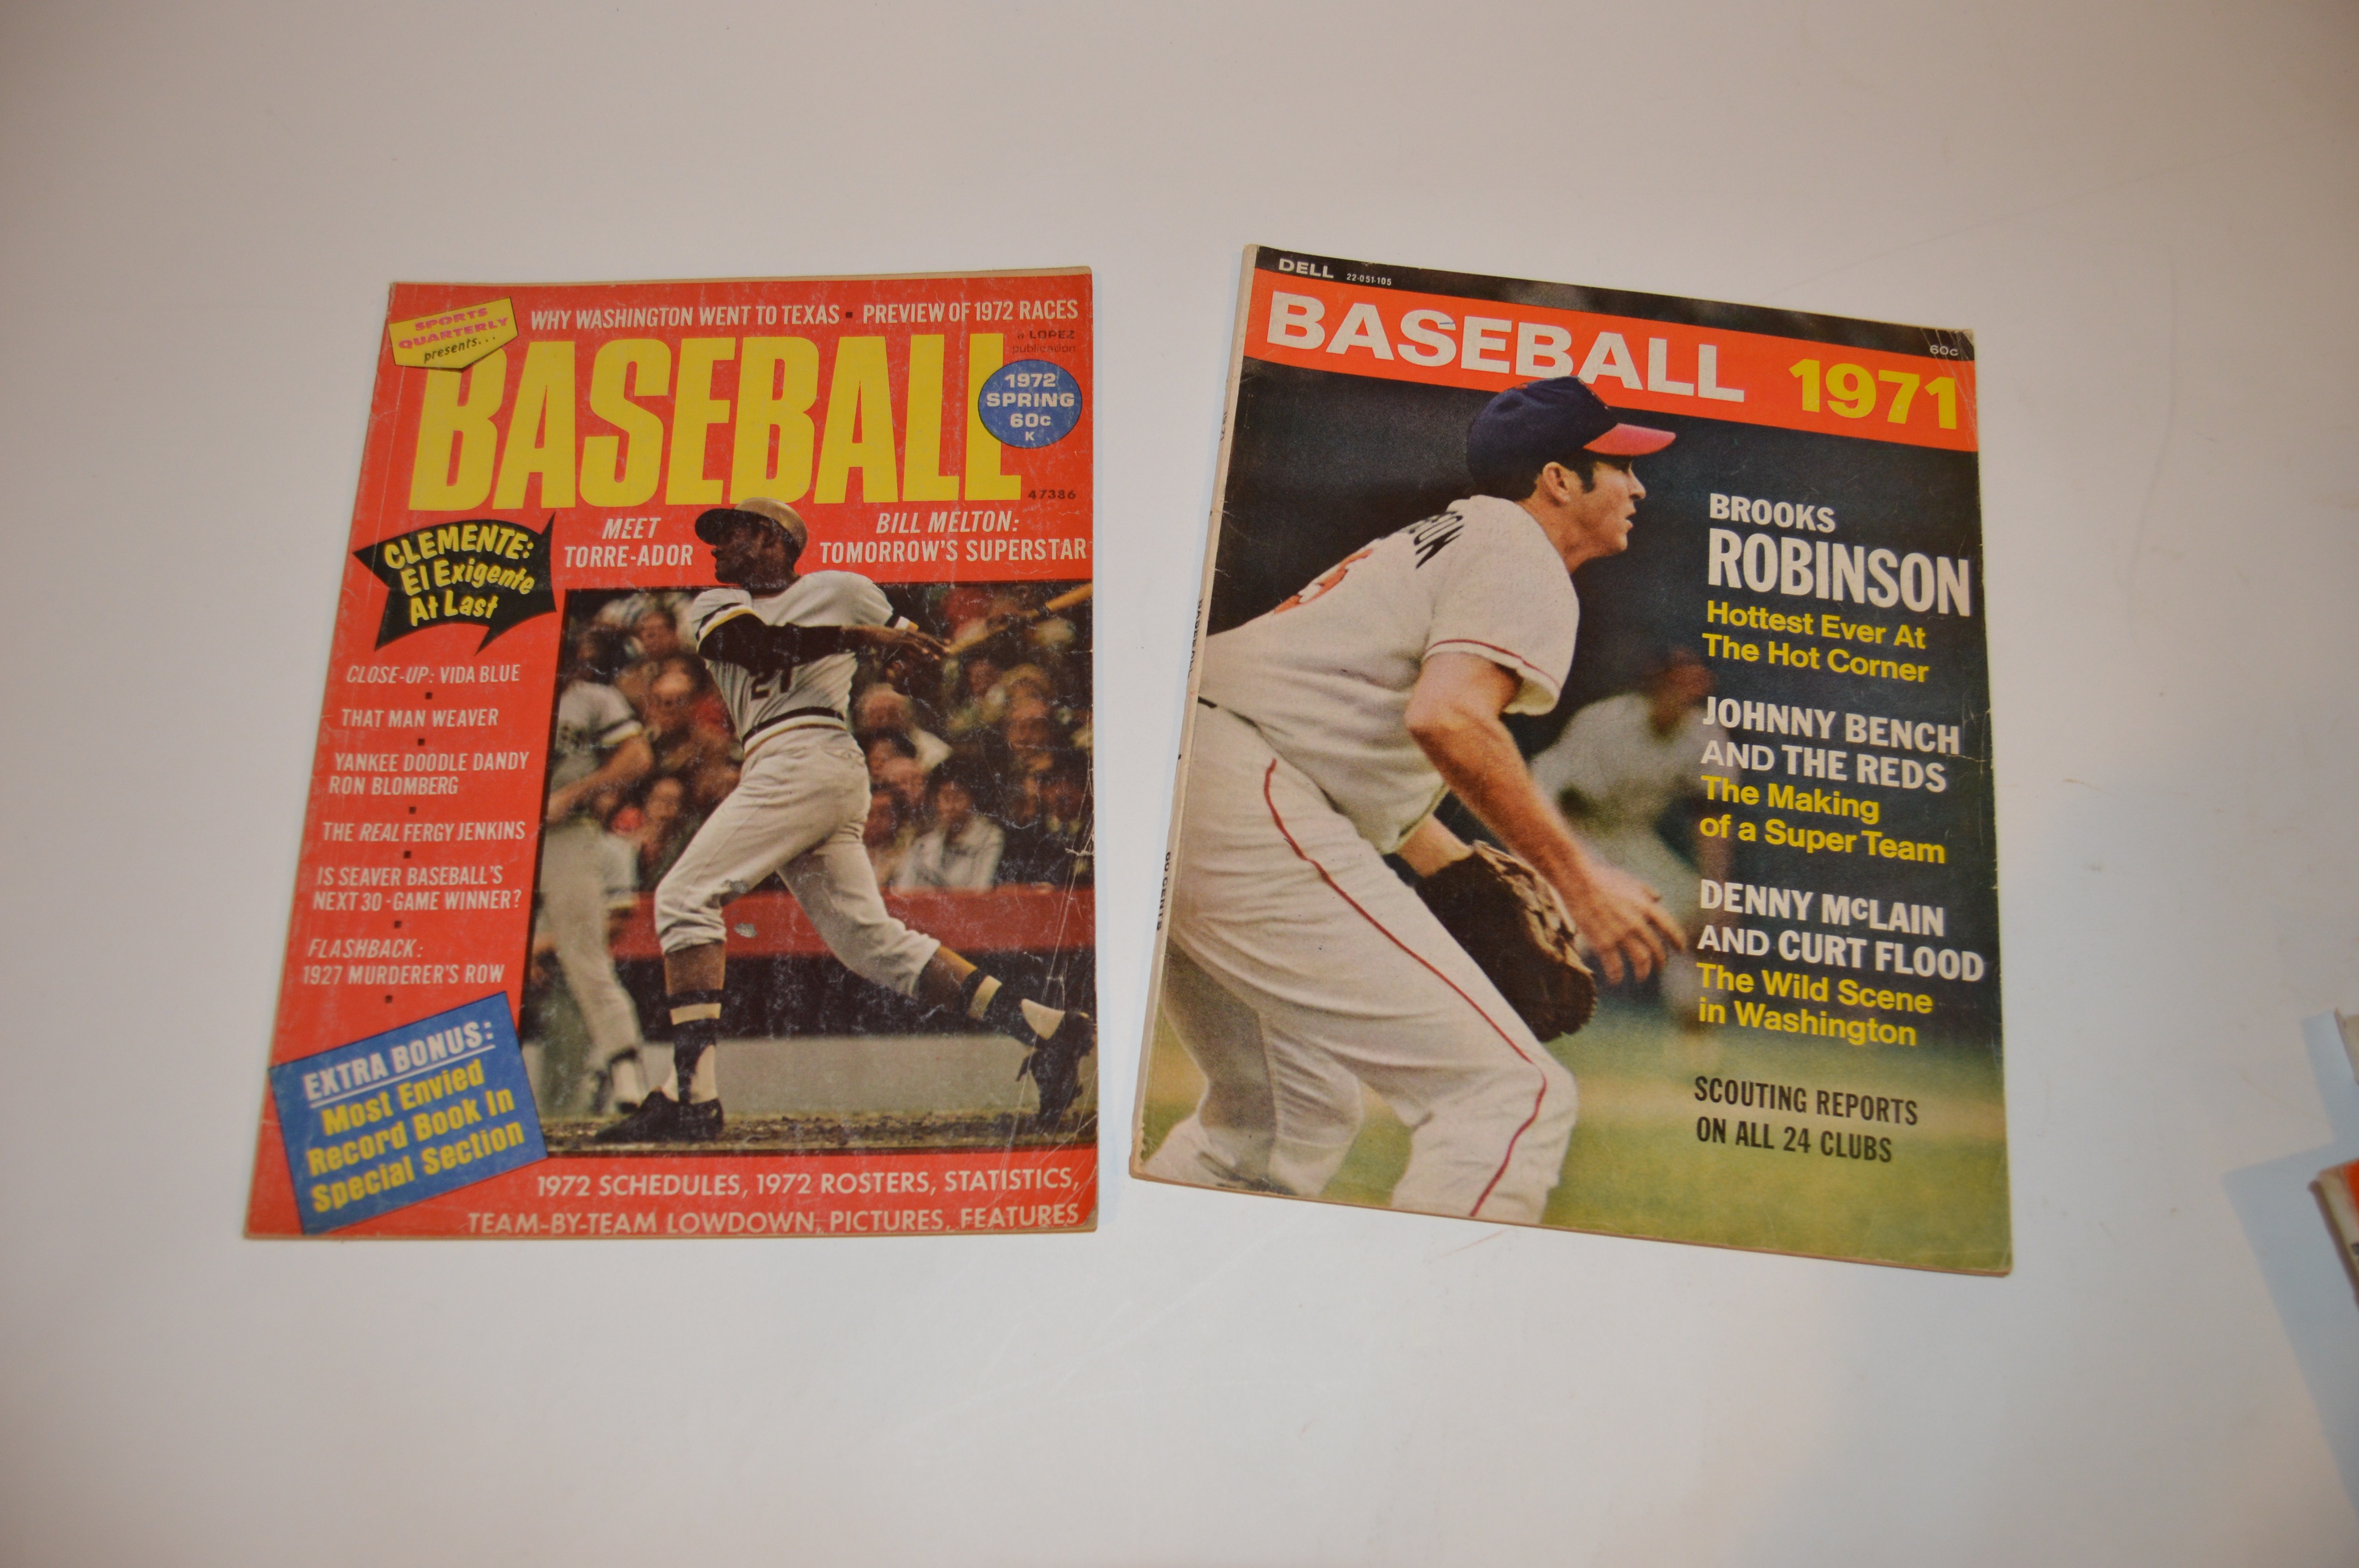 SPORTS
QUARTERLY
presents...
WHY WASHINGTON WENT TO TEXAS ▪ PREVIEW OF 1972 RACES
a LOPEZ
publication
BASEBALL
1972
SPRING
60c
K
47386
CLEMENTE:
El Exigente
At Last
MEET
TORRE-ADOR
BILL MELTON:
TOMORROW'S SUPERSTAR
21
CLOSE-UP: VIDA BLUE
THAT MAN WEAVER
YANKEE DOODLE DANDY
RON BLOMBERG
THE REAL FERGY JENKINS
IS SEAVER BASEBALL'S
NEXT 30-GAME WINNER?
FLASHBACK:
1927 MURDERER'S ROW
EXTRA BONUS:
Most Envied
Record Book In
Special Section
1972 SCHEDULES, 1972 ROSTERS, STATISTICS,
TEAM-BY-TEAM LOWDOWN, PICTURES, FEATURES
DELL 22-051-105
60c
BASEBALL 1971
BROOKS
ROBINSON
Hottest Ever At
The Hot Corner
JOHNNY BENCH
AND THE REDS
The Making
of a Super Team
DENNY McLAIN
AND CURT FLOOD
The Wild Scene
in Washington
SCOUTING REPORTS
ON ALL 24 CLUBS
60 CENTS